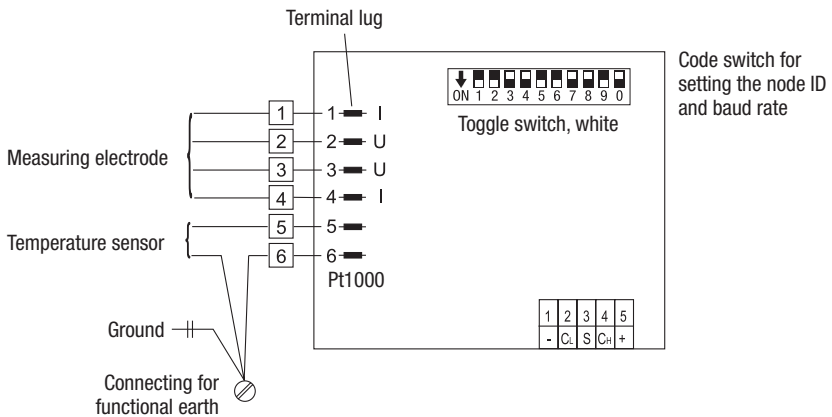 Terminal lug
Code switch for
setting the node ID
and baud rate
ON 1 2 3 4 5 6 7 8 9 0
Toggle switch, white
Measuring electrode
1 1 I
2 2 U
3 3 U
4 4 I
Temperature sensor
5 5
6 6
Pt1000
1 2 3 4 5
- CL S CH +
Ground
Connecting for
functional earth